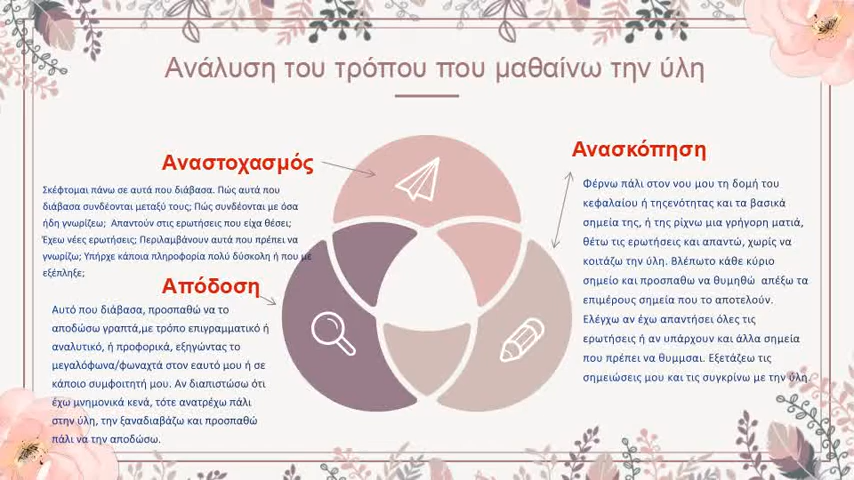 Ανάλυση του τρόπου που μαθαίνω την ύλη
Αναστοχασμός
Σκέφτομαι πάνω σε αυτά που διάβασα. Πώς αυτά που
διάβασα συνδέονται μεταξύ τους; Πώς συνδέονται με όσα
ήδη γνωρίζεω; Απαντούν στις ερωτήσεις που είχα θέσει;
Έχεω νέες ερωτήσεις; Περιλαμβάνουν αυτά που πρέπει να
γνωρίζω; Υπήρχε κάποια πληροφορία πολύ δύσκολη ή που με
εξέπληξε;
Απόδοση
Αυτό που διάβασα, προσπαθώ να το
αποδώσω γραπτά,με τρόπο επιγραμματικό ή
αναλυτικό, ή προφορικά, εξηγώντας το
μεγαλόφωνα/φωναχτά στον εαυτό μου ή σε
κάποιο συμφοιτητή μου. Αν διαπιστώσω ότι
έχω μνημονικά κενά, τότε ανατρέχω πάλι
στην ύλη, την ξαναδιαβάζω και προσπαθώ
πάλι να την αποδώσω.
Ανασκόπηση
Φέρνω πάλι στον νου μου τη δομή του
κεφαλαίου ή τηςενότητας και τα βασικά
σημεία της, ή της ρίχνω μια γρήγορη ματιά,
θέτω τις ερωτήσεις και απαντώ, χωρίς να
κοιτάζω την ύλη. Βλέπωτο κάθε κύριο
σημείο και προσπαθω να θυμηθώ απέξω τα
επιμέρους σημεία που το αποτελούν.
Ελέγχω αν έχω απαντήσει όλες τις
ερωτήσεις ή αν υπάρχουν και άλλα σημεία
που πρέπει να θυμμσαι. Εξετάζεω τις
σημειώσεις μου και τις συγκρίνω με την ύλη.